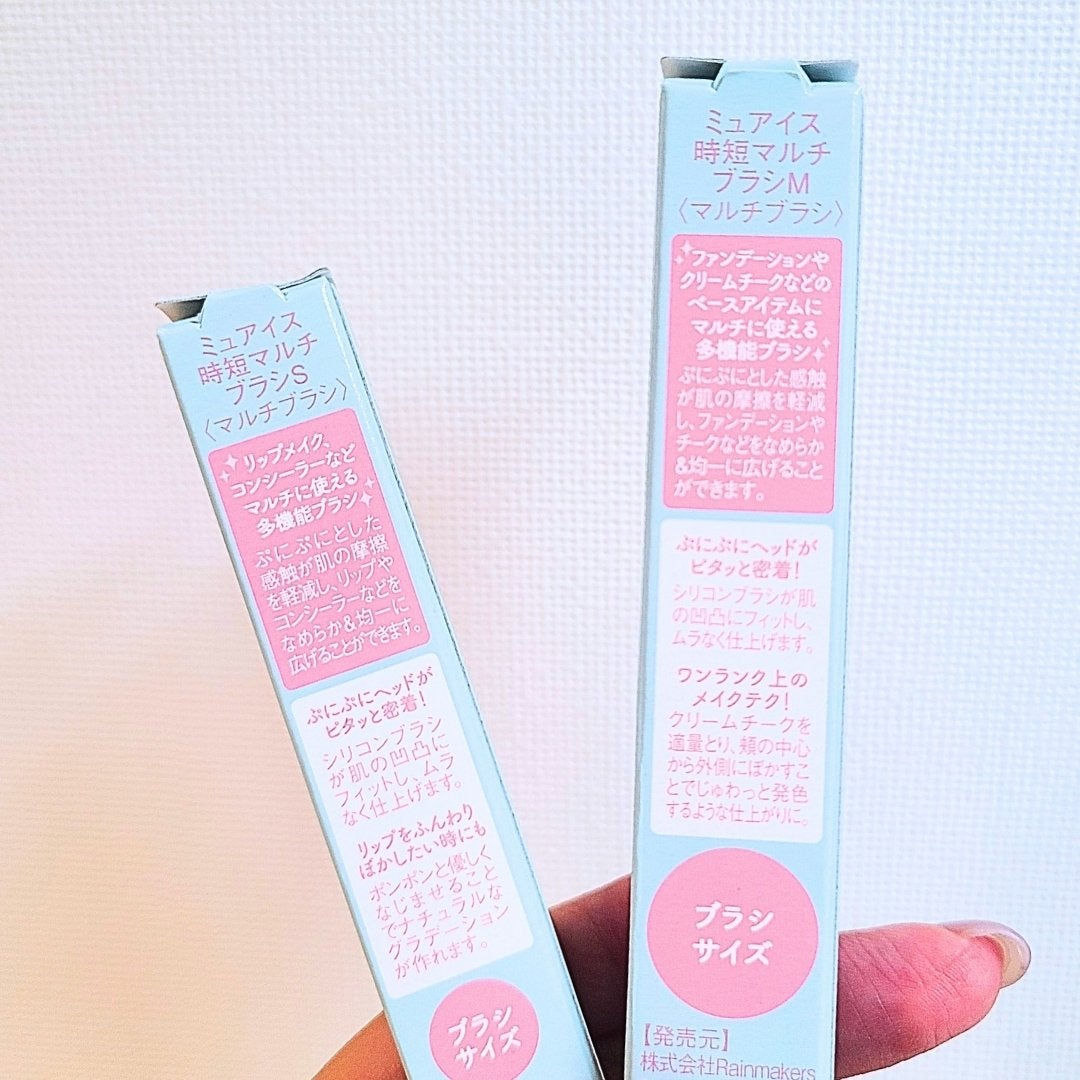 ミュアイス
時短マルチ
ブラシS
〈マルチブラシ〉
リップメイク、
コンシーラーなど
マルチに使える
多機能ブラシ
ぷにぷにとした
感触が肌の摩擦
を軽減し、リップや
コンシーラーなどを
なめらか&均一に
広げることができます。
ぷにぷにヘッドが
ピタッと密着!
シリコンブラシ
が肌の凹凸に
フィットし、ムラ
なく仕上げます。
リップをふんわり
ぼかしたい時にも
ポンポンと優しく
なじませること
でナチュラルな
グラデーション
が作れます。
ブラシ
サイズ
ミュアイス
時短マルチ
ブラシM
〈マルチブラシ〉
ファンデーションや
クリームチークなどの
ベースアイテムに
マルチに使える
多機能ブラシ
ぷにぷにとした感触
が肌の摩擦を軽減
し、ファンデーションや
チークなどをなめらか
&均一に広げること
ができます。
ぷにぷにヘッドが
ピタッと密着!
シリコンブラシが肌
の凹凸にフィットし、
ムラなく仕上げます。
ワンランク上の
メイクテク!
クリームチークを
適量とり、頬の中心
から外側にぼかすこ
とでじゅわっと発色
するような仕上がりに。
ブラシ
サイズ
【発売元】
株式会社Rainmakers